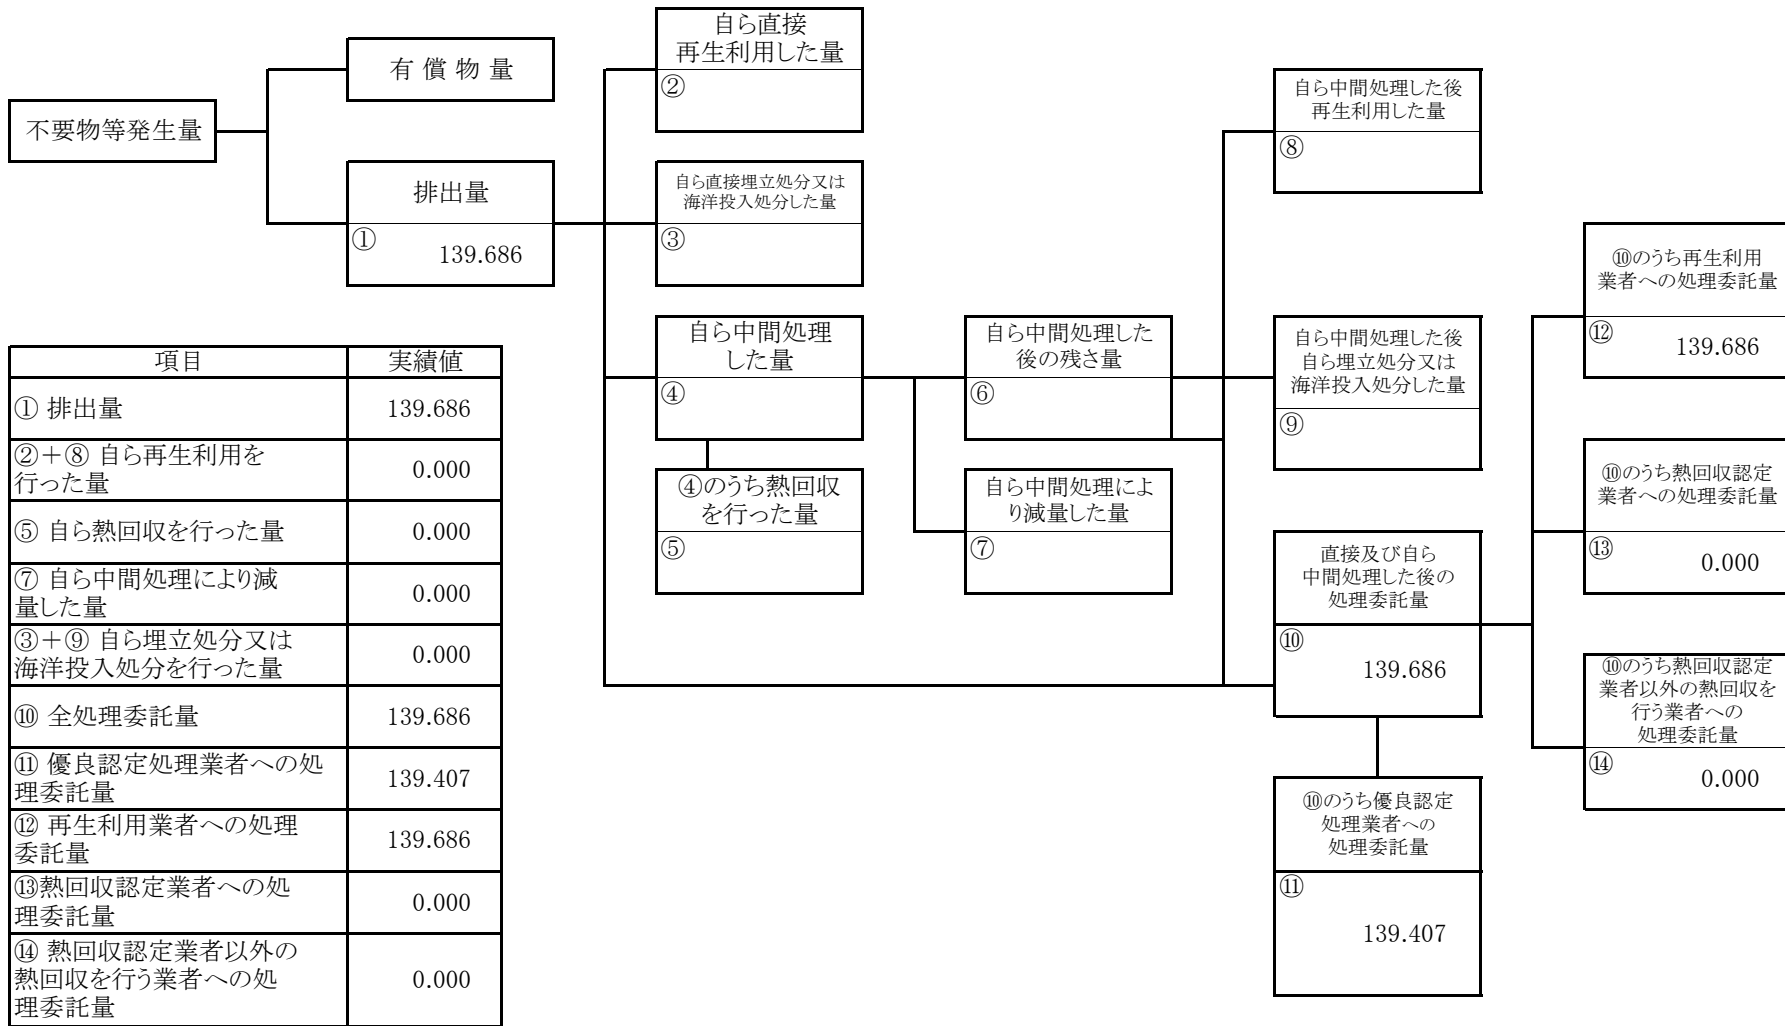 不要物等発生量
有償物量
排出量
①
139.686
自ら直接
再生利用した量
②
自ら直接埋立処分又は
海洋投入処分した量
③
自ら中間処理
した量
④
④のうち熱回収
を行った量
⑤
自ら中間処理した
後の残さ量
⑥
自ら中間処理によ
り減量した量
⑦
自ら中間処理した後
再生利用した量
⑧
自ら中間処理した後
自ら埋立処分又は
海洋投入処分した量
⑨
直接及び自ら
中間処理した後の
処理委託量
⑩
139.686
⑩のうち優良認定
処理業者への
処理委託量
⑪
139.407
⑩のうち再生利用
業者への処理委託量
⑫
139.686
⑩のうち熱回収認定
業者への処理委託量
⑬
0.000
⑩のうち熱回収認定
業者以外の熱回収を
行う業者への
処理委託量
⑭
0.000
項目 実績値
① 排出量 139.686
②＋⑧ 自ら再生利用を
行った量 0.000
⑤ 自ら熱回収を行った量 0.000
⑦ 自ら中間処理により減
量した量 0.000
③＋⑨ 自ら埋立処分又は
海洋投入処分を行った量 0.000
⑩ 全処理委託量 139.686
⑪ 優良認定処理業者への処
理委託量 139.407
⑫ 再生利用業者への処理
委託量 139.686
⑬熱回収認定業者への処
理委託量 0.000
⑭ 熱回収認定業者以外の
熱回収を行う業者への処
理委託量 0.000